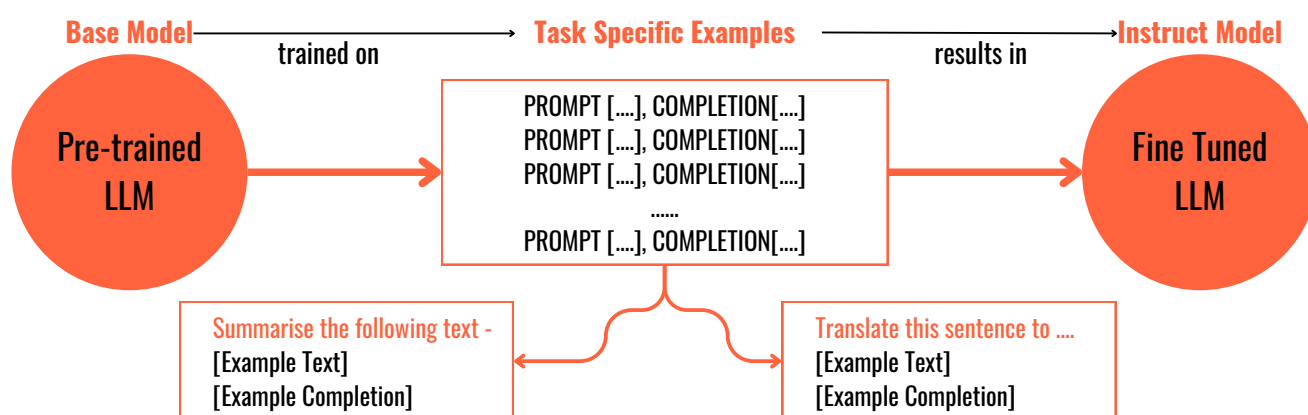 Base Model
trained on
Task Specific Examples
results in
Instruct Model
Pre-trained
LLM
PROMPT [....], COMPLETION[....]
PROMPT [....], COMPLETION[....]
PROMPT [....], COMPLETION[....]
......
PROMPT [....], COMPLETION[....]
Fine Tuned
LLM
Summarise the following text -
[Example Text]
[Example Completion]
Translate this sentence to ....
[Example Text]
[Example Completion]